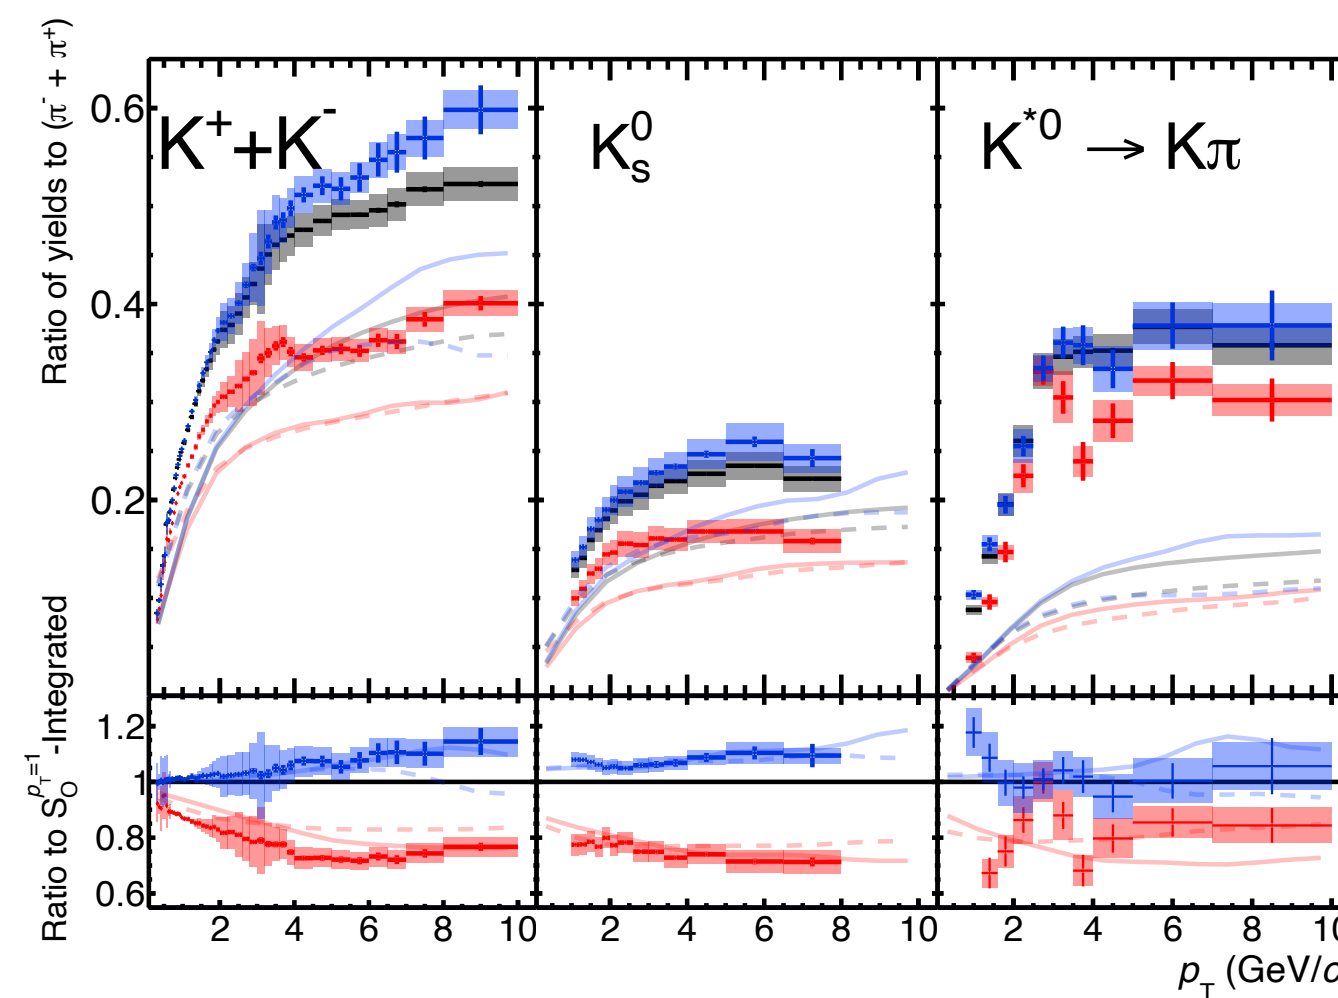 Ratio of yields to (π⁻ + π⁺)
0.6
0.4
0.2
K⁺+K⁻
K⁰ₛ
K*⁰ → Kπ
Ratio to S_O^{p_T=1}-Integrated
1.2
1
0.8
0.6
2 4 6 8 10 2 4 6 8 10 2 4 6 8 10
p_T (GeV/c